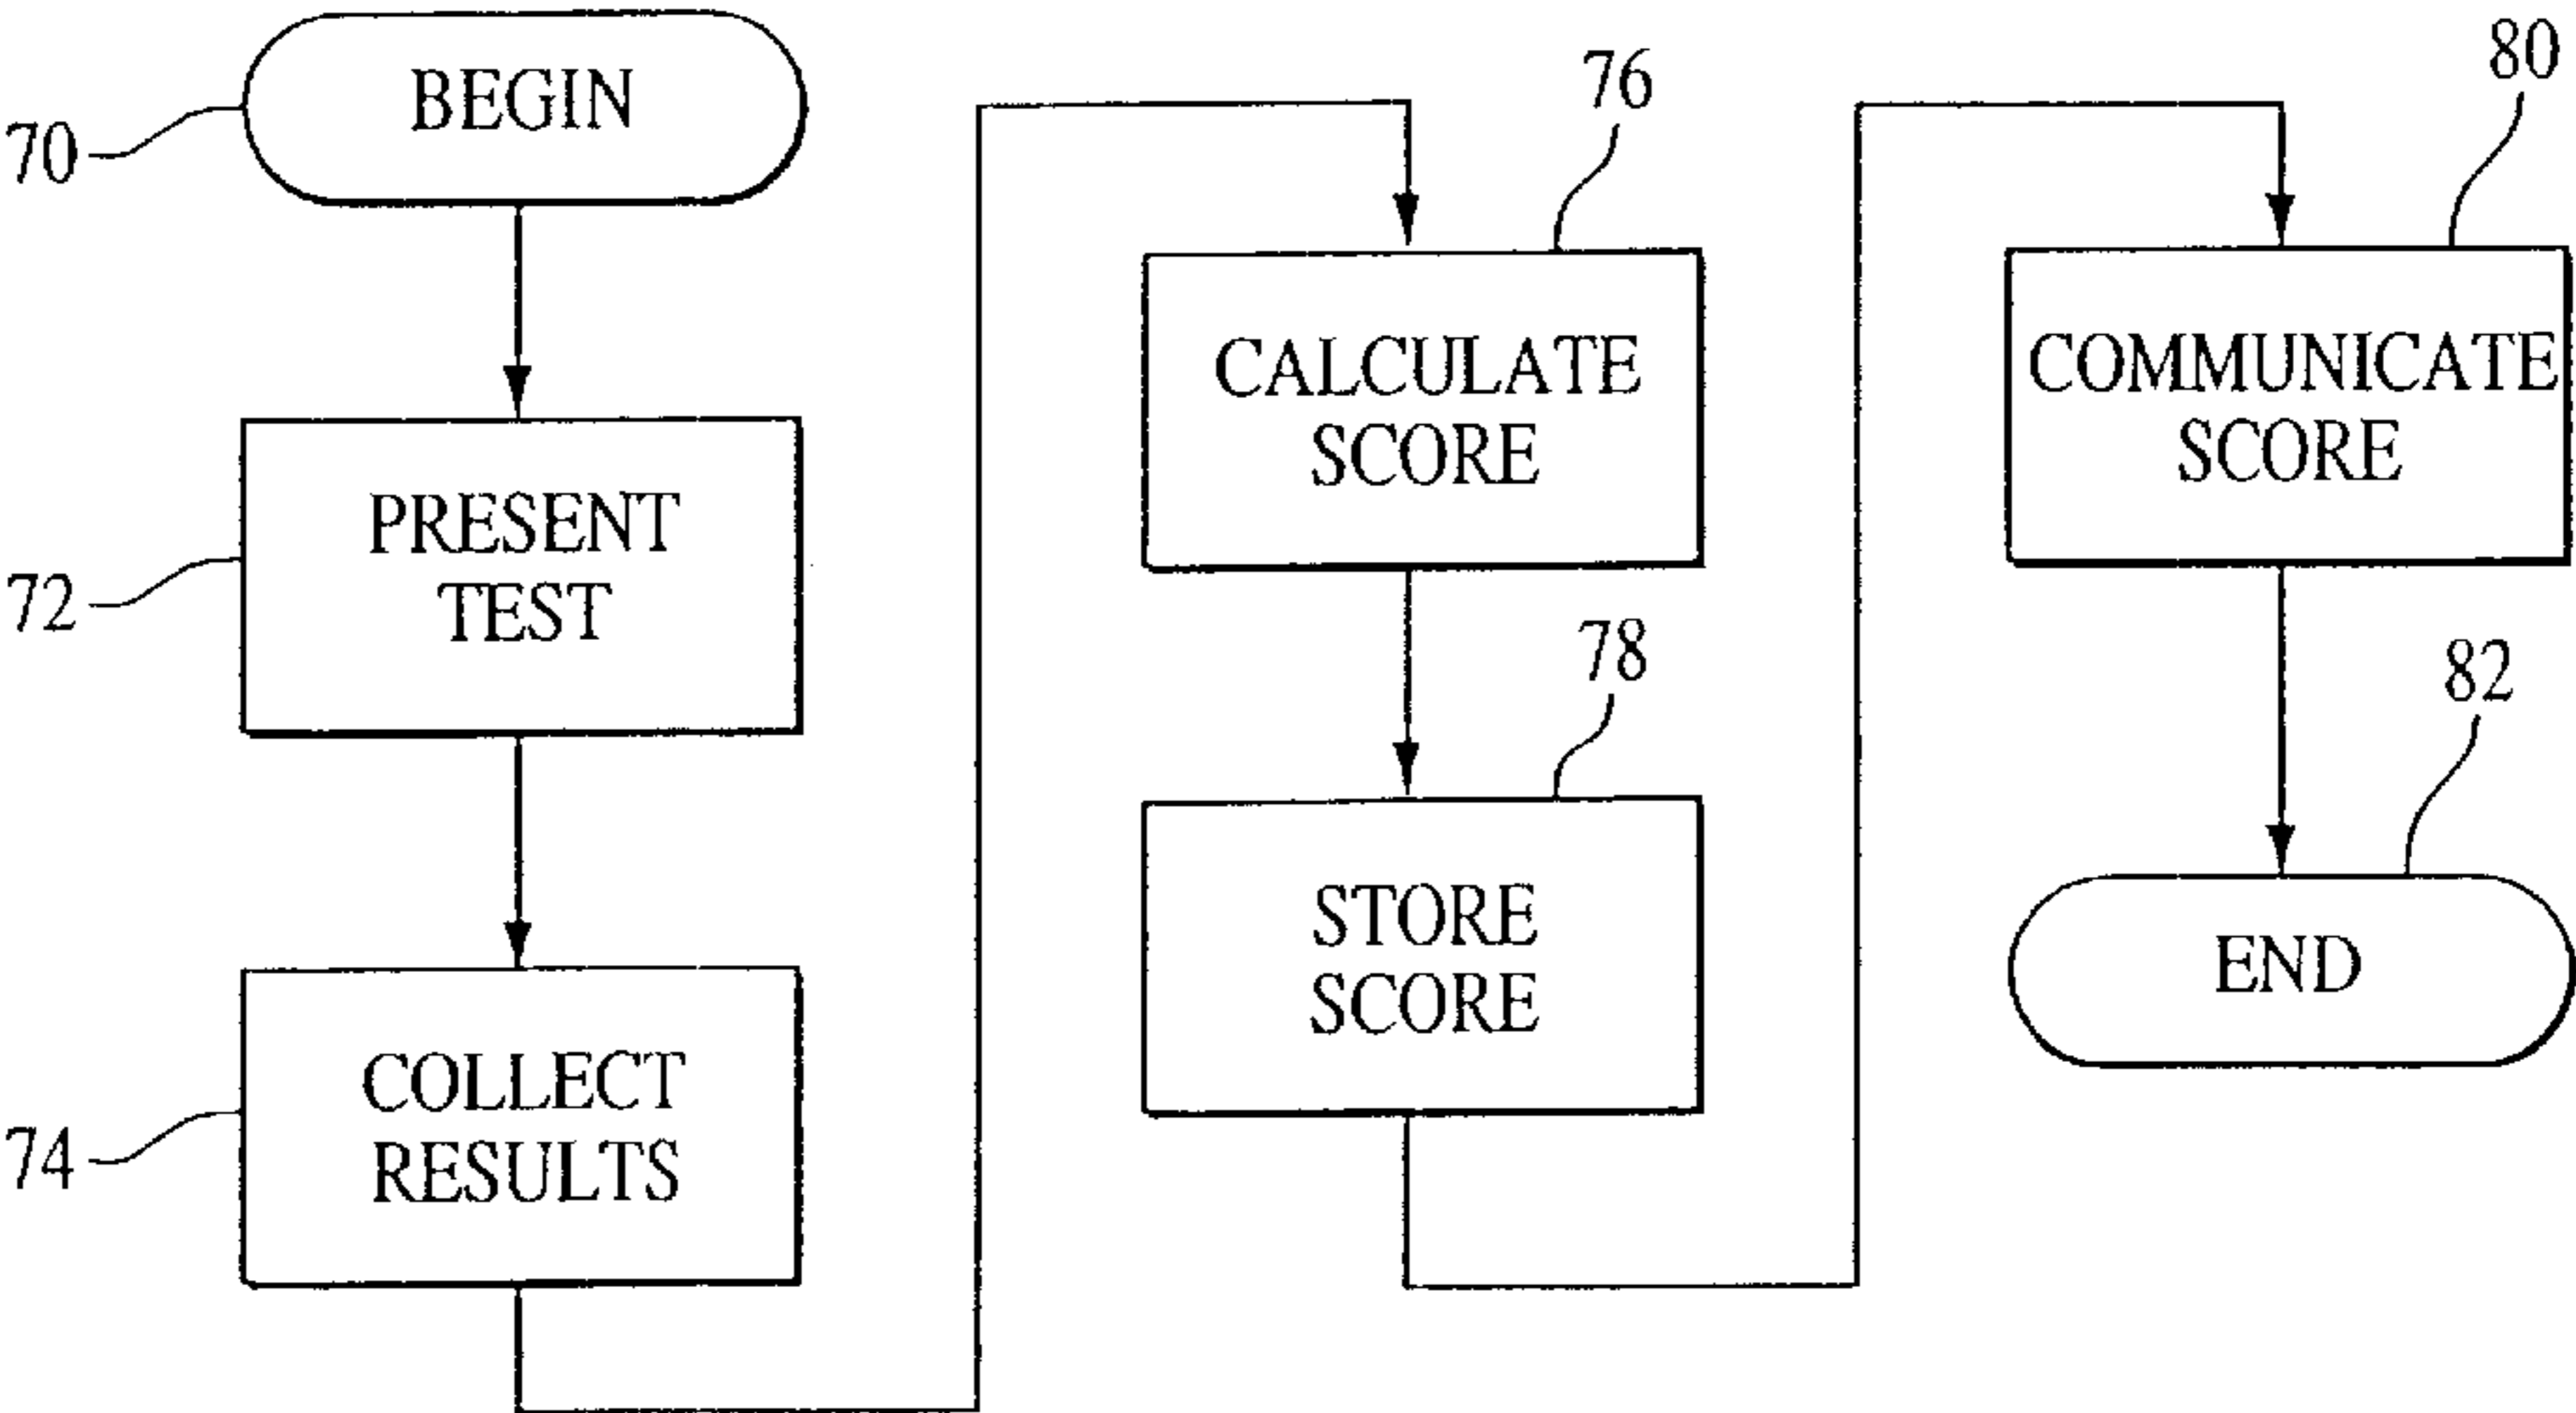 BEGIN
70
PRESENT
TEST
72
COLLECT
RESULTS
74
76
CALCULATE
SCORE
78
STORE
SCORE
80
COMMUNICATE
SCORE
82
END